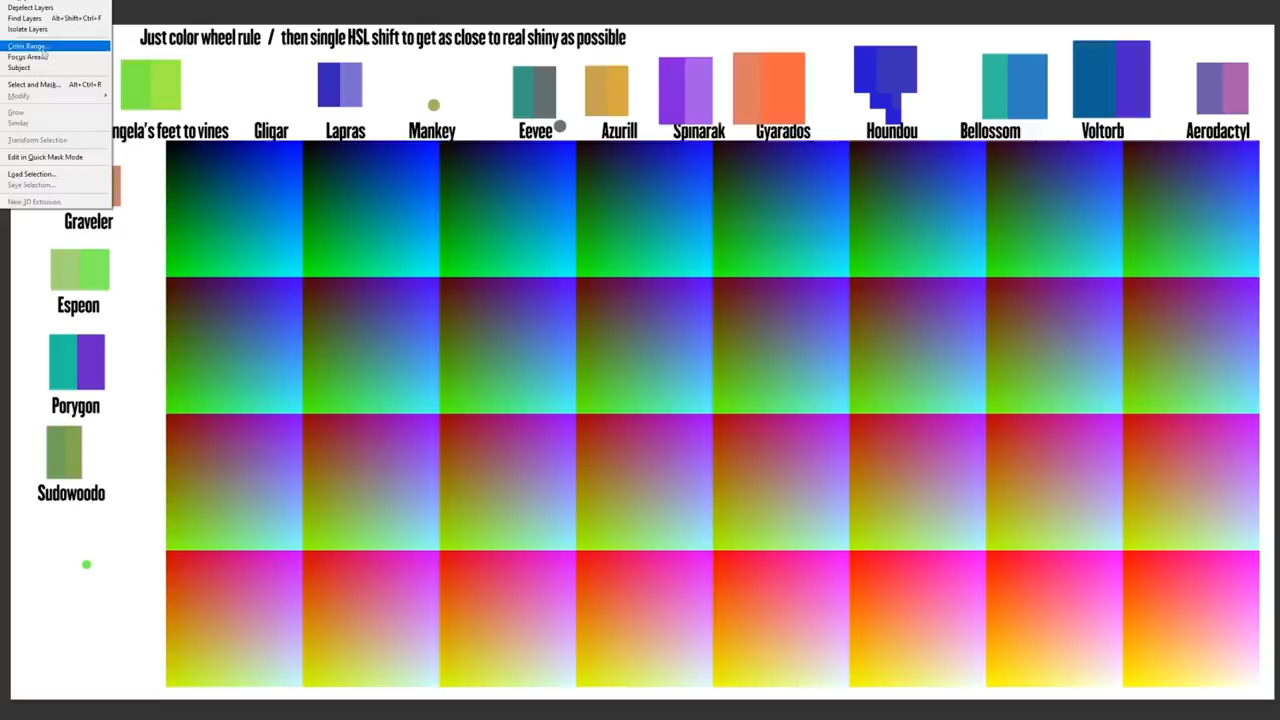 Deselect Layers
Find Layers Alt+Shift+Ctrl+F
Isolate Layers
Color Range...
Focus Area...
Subject
Select and Mask... Alt+Ctrl+R
Modify
Grow
Similar
Transform Selection
Edit in Quick Mask Mode
Load Selection...
Save Selection...
New 3D Extrusion
Just color wheel rule / then single HSL shift to get as close to real shiny as possible
ngela's feet to vines Gligar Lapras Mankey Eevee Azurill Spinarak Gyarados Houndou Bellossom Voltorb Aerodactyl
Graveler
Espeon
Porygon
Sudowoodo